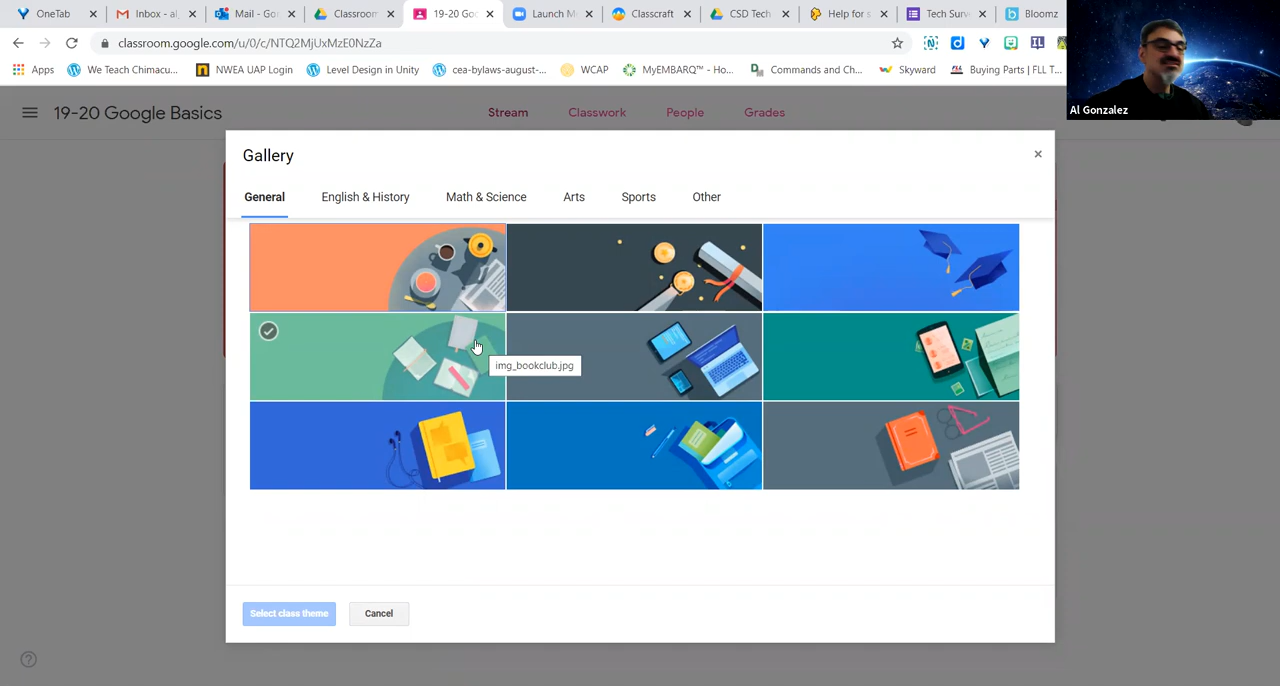 OneTab
Inbox - al
Mail - Gon
Classroom
19-20 Goo
Launch M
Classcraft
CSD Tech
Help for s
Tech Surv
Bloomz
classroom.google.com/u/0/c/NTQ2MjUxMzE0NzZa
Apps
We Teach Chimacu...
NWEA UAP Login
Level Design in Unity
cea-bylaws-august-...
WCAP
MyEMBARQ™ - Ho...
Commands and Ch...
Skyward
Buying Parts | FLL T...
Al Gonzalez
19-20 Google Basics
Stream
Classwork
People
Grades
Gallery
General
English & History
Math & Science
Arts
Sports
Other
img_bookclub.jpg
Select class theme
Cancel